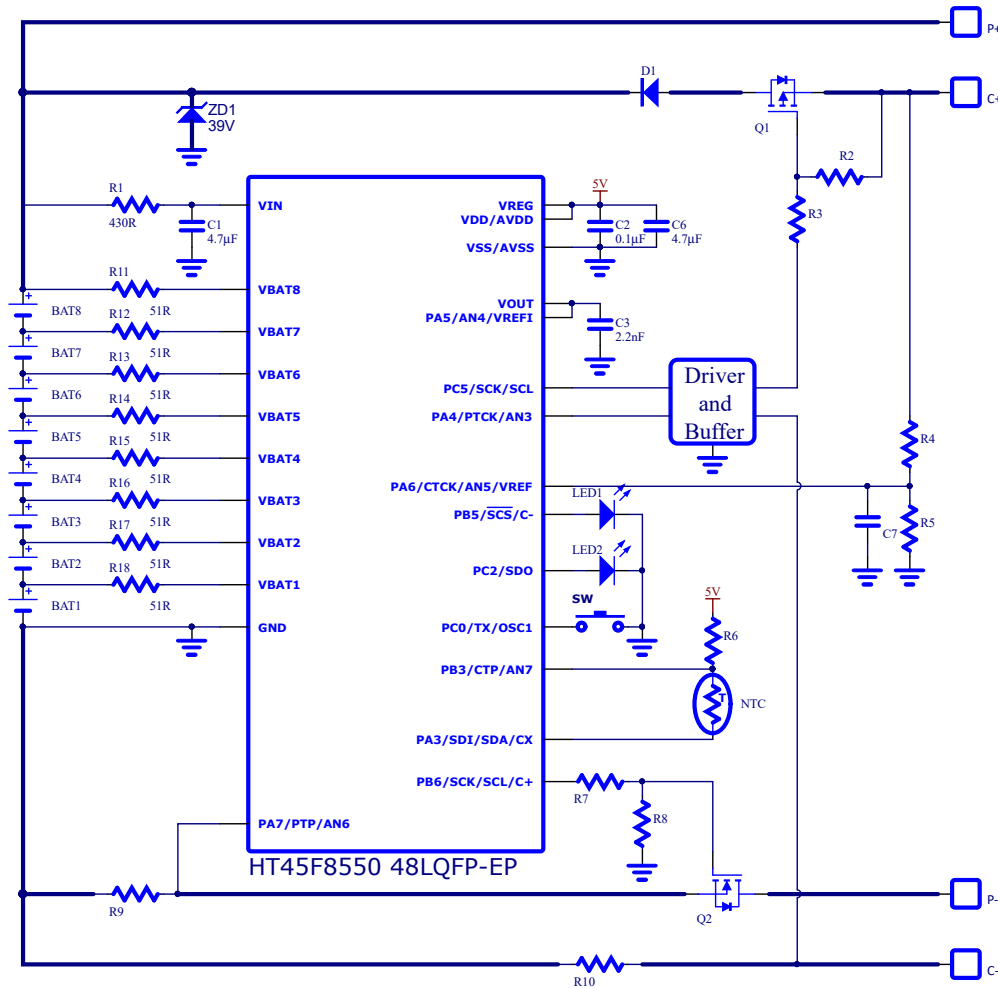 P+
D1
C+
ZD1
39V
Q1
R2
R1
430R
C1
4.7µF
VIN
5V
VREG
VDD/AVDD
C2
0.1µF
C6
4.7µF
VSS/AVSS
R3
R11
51R
VBAT8
BAT8
VOUT
PA5/AN4/VREFI
C3
2.2nF
R12
51R
VBAT7
BAT7
R13
51R
VBAT6
BAT6
PC5/SCK/SCL
Driver
and
Buffer
R14
51R
VBAT5
BAT5
PA4/PTCK/AN3
R4
R15
51R
VBAT4
BAT4
PA6/CTCK/AN5/VREF
R16
51R
VBAT3
BAT3
LED1
PB5/SCS/C-
C7
R5
R17
51R
VBAT2
BAT2
LED2
PC2/SDO
R18
51R
VBAT1
BAT1
SW
5V
GND
PC0/TX/OSC1
R6
PB3/CTP/AN7
T
NTC
PA3/SDI/SDA/CX
PB6/SCK/SCL/C+
R7
R8
PA7/PTP/AN6
HT45F8550 48LQFP-EP
R9
Q2
P-
R10
C-